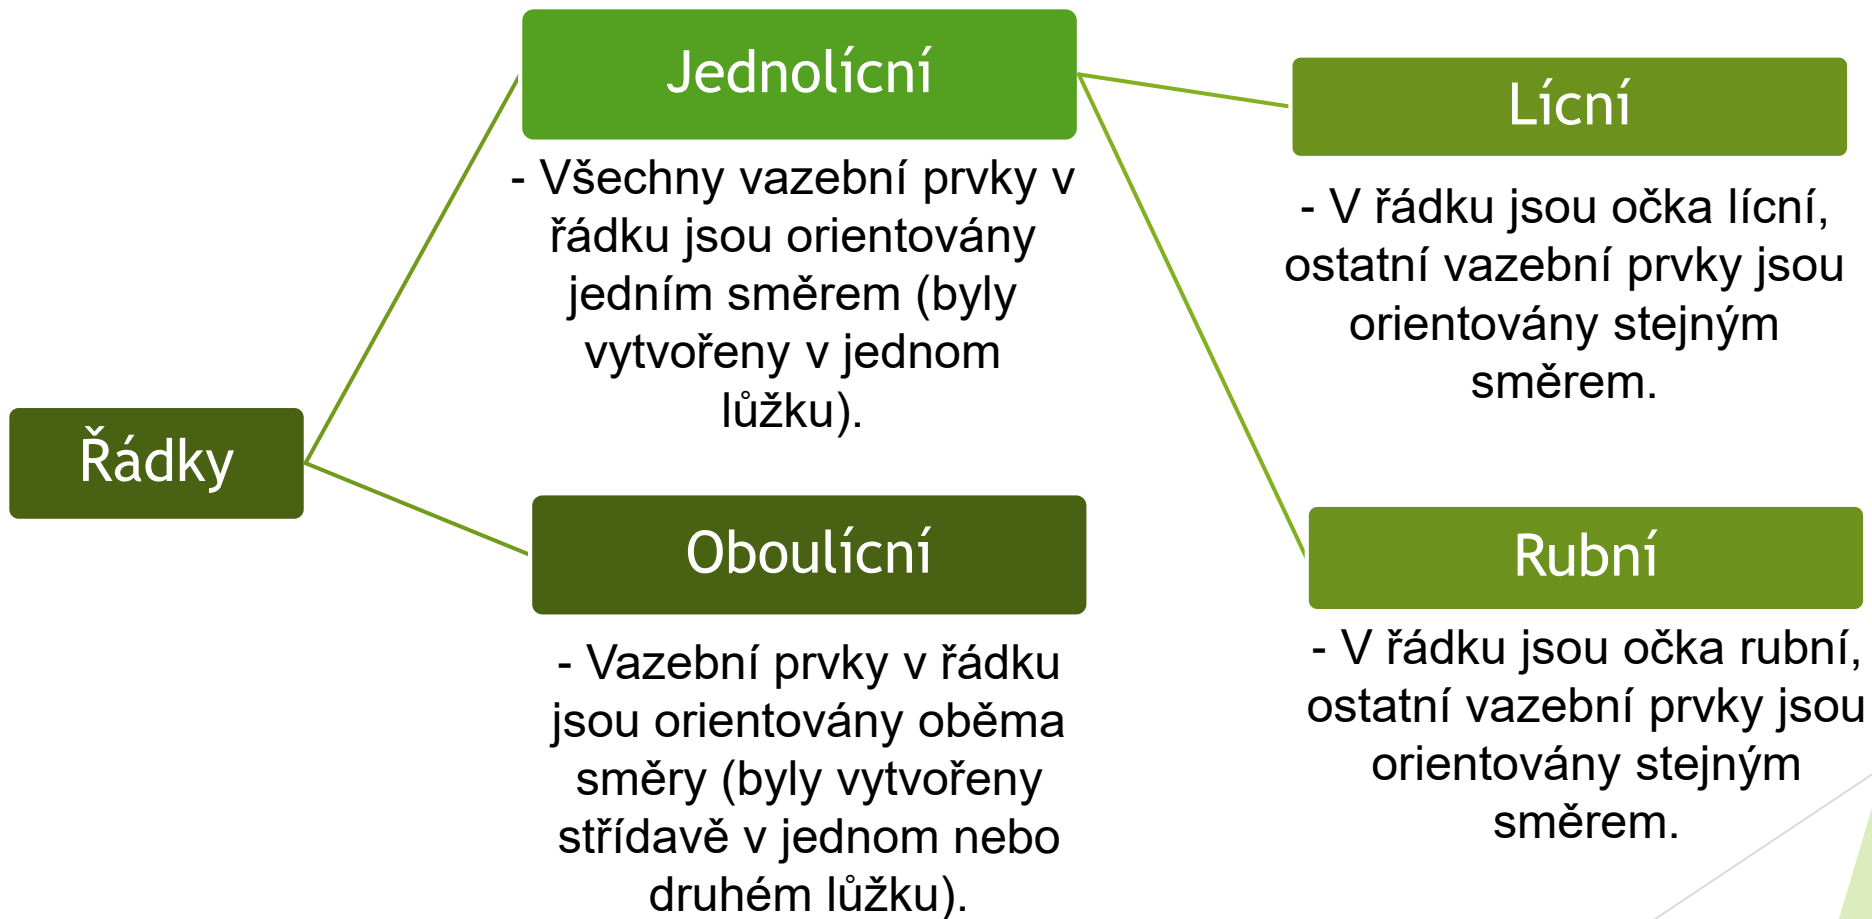 Řádky
Jednolícní
- Všechny vazební prvky v
řádku jsou orientovány
jedním směrem (byly
vytvořeny v jednom
lůžku).
Oboulícní
- Vazební prvky v řádku
jsou orientovány oběma
směry (byly vytvořeny
střídavě v jednom nebo
druhém lůžku).
Lícní
- V řádku jsou očka lícní,
ostatní vazební prvky jsou
orientovány stejným
směrem.
Rubní
- V řádku jsou očka rubní,
ostatní vazební prvky jsou
orientovány stejným
směrem.